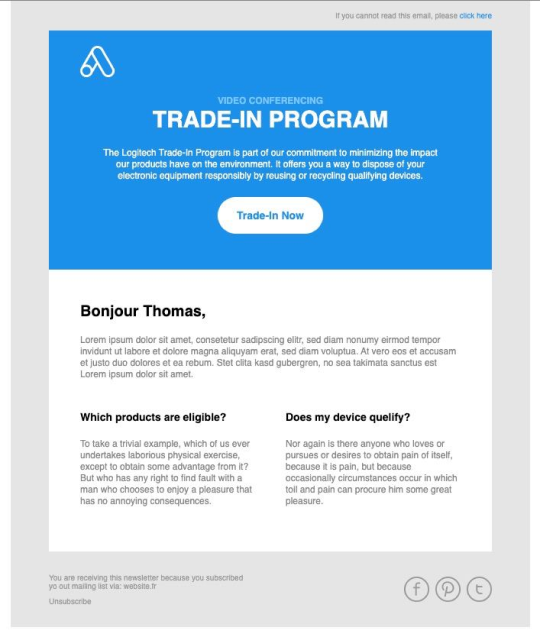 If you cannot read this email, please click here
VIDEO CONFERENCING
TRADE-IN PROGRAM
The Logitech Trade-In Program is part of our commitment to minimizing the impact
our products have on the environment. It offers you a way to dispose of your
electronic equipment responsibly by reusing or recycling qualifying devices.
Trade-In Now
Bonjour Thomas,
Lorem ipsum dolor sit amet, consetetur sadipscing elitr, sed diam nonumy eirmod tempor
invidunt ut labore et dolore magna aliquyam erat, sed diam voluptua. At vero eos et accusam
et justo duo dolores et ea rebum. Stet clita kasd gubergren, no sea takimata sanctus est
Lorem ipsum dolor sit amet.
Which products are eligible?
To take a trivial example, which of us ever
undertakes laborious physical exercise,
except to obtain some advantage from it?
But who has any right to find fault with a
man who chooses to enjoy a pleasure that
has no annoying consequences.
Does my device quelify?
Nor again is there anyone who loves or
pursues or desires to obtain pain of itself,
because it is pain, but because
occasionally circumstances occur in which
toil and pain can procure him some great
pleasure.
You are receiving this newsletter because you subscribed
yo out mailing list via: website.fr
Unsubscribe